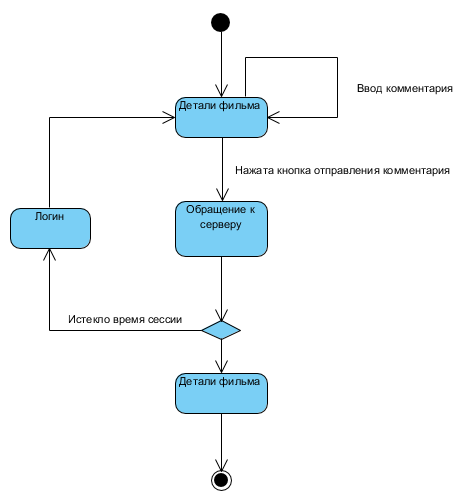 Ввод комментария
Детали фильма
Нажата кнопка отправления комментария
Логин
Обращение к
серверу
Истекло время сессии
Детали фильма